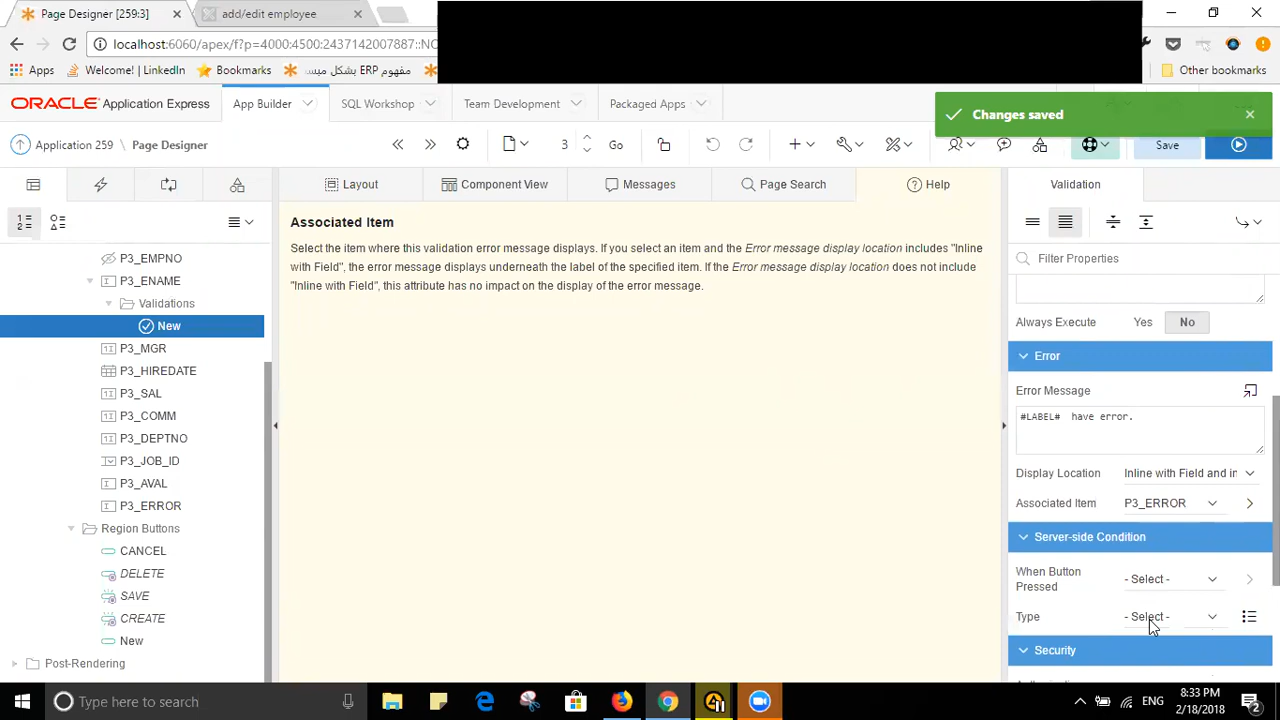 Page Designer [259:3]
add/edit employee
localhost:6060/apex/f?p=4000:4500:2437142007887::NO
Apps
Welcome! | LinkedIn
Bookmarks
مفهوم ERP بشكل مبسـ
Other bookmarks
ORACLE Application Express
App Builder
SQL Workshop
Team Development
Packaged Apps
Changes saved
Application 259
Page Designer
3
Go
Save
Layout
Component View
Messages
Page Search
Help
Validation
Associated Item
Select the item where this validation error message displays. If you select an item and the Error message display location includes "Inline
with Field", the error message displays underneath the label of the specified item. If the Error message display location does not include
"Inline with Field", this attribute has no impact on the display of the error message.
P3_EMPNO
P3_ENAME
Validations
New
P3_MGR
P3_HIREDATE
P3_SAL
P3_COMM
P3_DEPTNO
P3_JOB_ID
P3_AVAL
P3_ERROR
Region Buttons
CANCEL
DELETE
SAVE
CREATE
New
Post-Rendering
Filter Properties
Always Execute Yes No
Error
Error Message
#LABEL# have error.
Display Location Inline with Field and in
Associated Item P3_ERROR
Server-side Condition
When Button
Pressed
- Select -
Type - Select -
Security
Type here to search
ENG
8:33 PM
2/18/2018
2